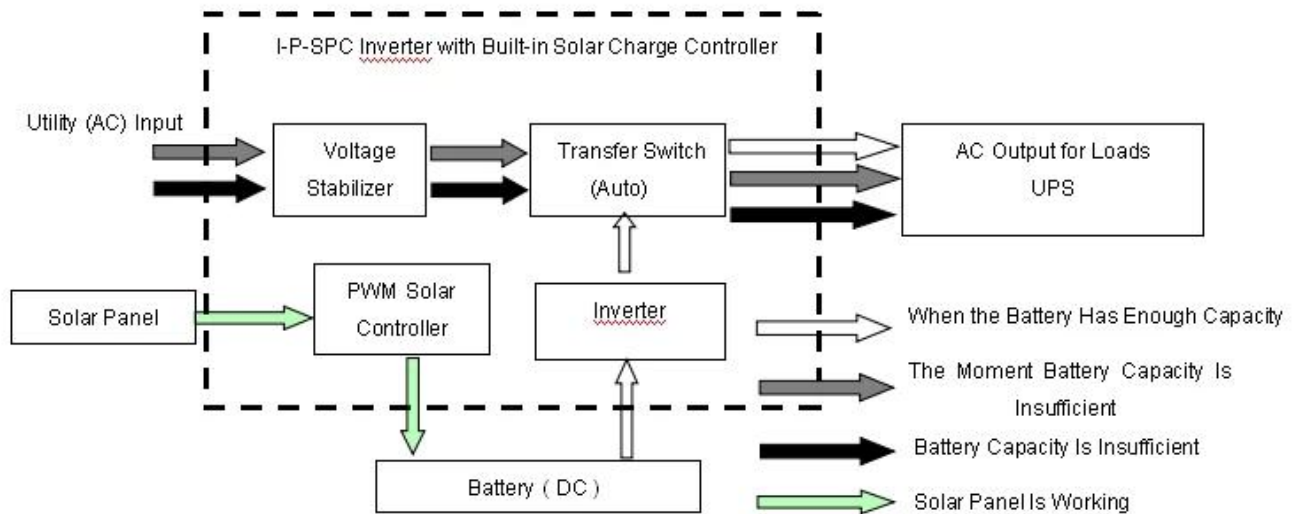 I-P-SPC Inverter with Built-in Solar Charge Controller
Utility (AC) Input
Voltage
Stabilizer
Transfer Switch
(Auto)
AC Output for Loads
UPS
Solar Panel
PWM Solar
Controller
Inverter
Battery ( DC )
When the Battery Has Enough Capacity
The Moment Battery Capacity Is
Insufficient
Battery Capacity Is Insufficient
Solar Panel Is Working